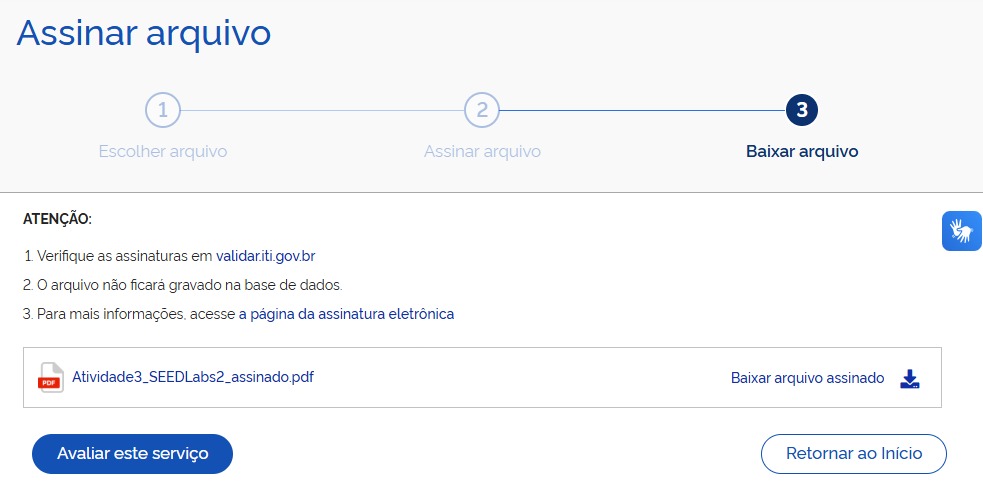 Assinar arquivo
1
2
3
Escolher arquivo
Assinar arquivo
Baixar arquivo
ATENÇÃO:
1. Verifique as assinaturas em validar.iti.gov.br
2. O arquivo não ficará gravado na base de dados.
3. Para mais informações, acesse a página da assinatura eletrônica
PDF
Atividade3_SEEDLabs2_assinado.pdf
Baixar arquivo assinado
Avaliar este serviço
Retornar ao Início